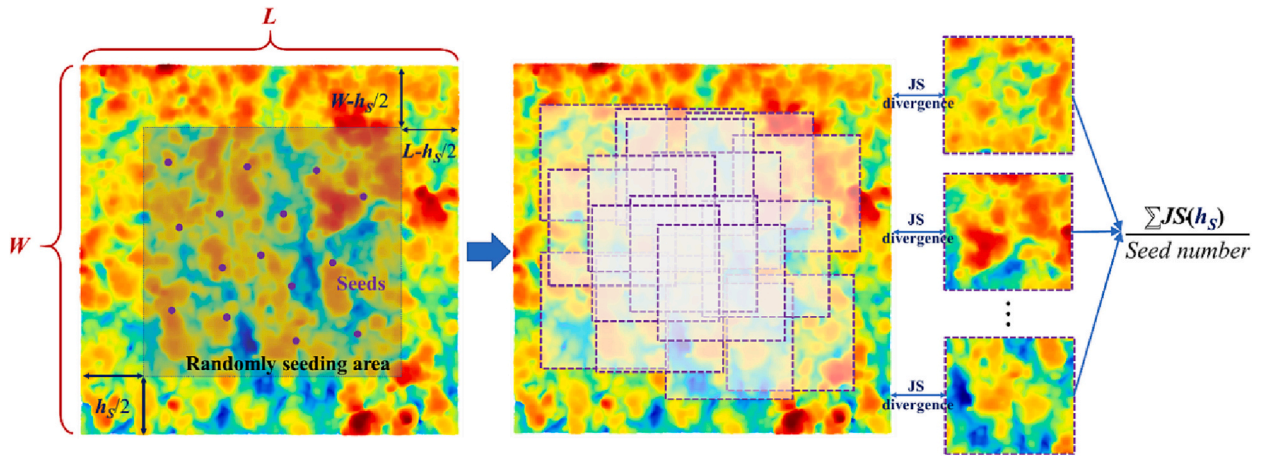 L
W
W-hS/2
L-hS/2
Seeds
Randomly seeding area
hS/2
JS
divergence
JS
divergence
JS
divergence
∑JS(hS)
Seed number